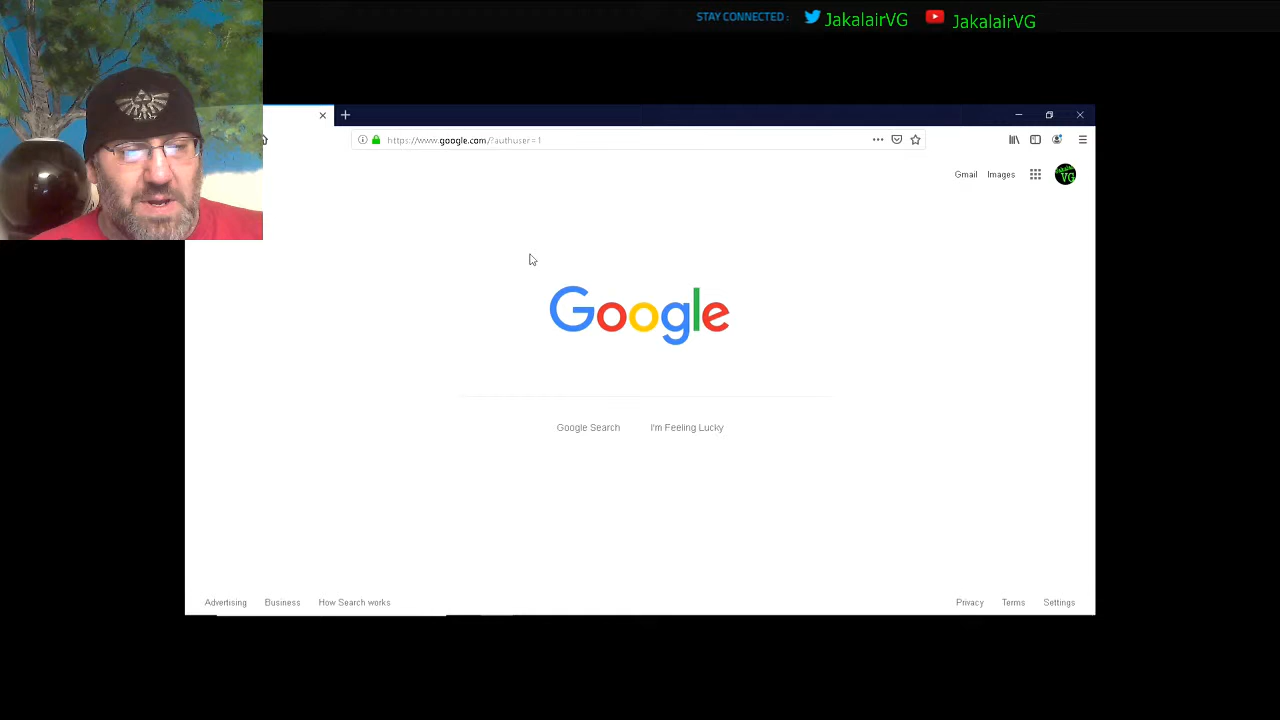 STAY CONNECTED : JakalairVG JakalairVG
https://www.google.com/?authuser=1
Gmail Images
VG
Google
Google Search I'm Feeling Lucky
Advertising Business How Search works Privacy Terms Settings